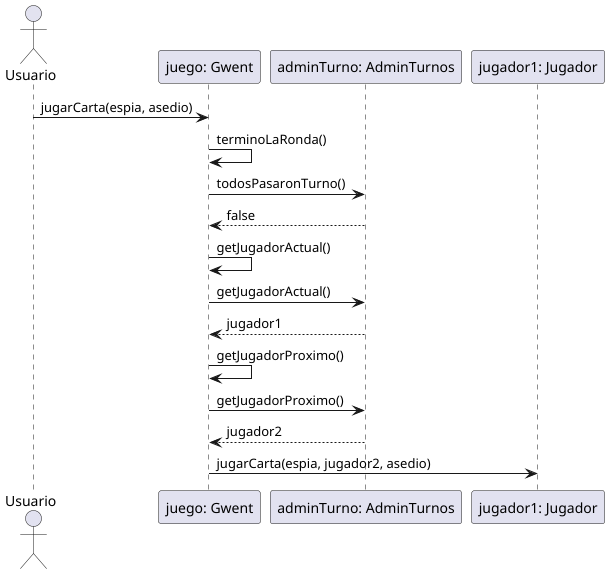 Usuario
juego: Gwent
adminTurno: AdminTurnos
jugador1: Jugador
jugarCarta(espia, asedio)
terminoLaRonda()
todosPasaronTurno()
false
getJugadorActual()
getJugadorActual()
jugador1
getJugadorProximo()
getJugadorProximo()
jugador2
jugarCarta(espia, jugador2, asedio)
Usuario
juego: Gwent
adminTurno: AdminTurnos
jugador1: Jugador